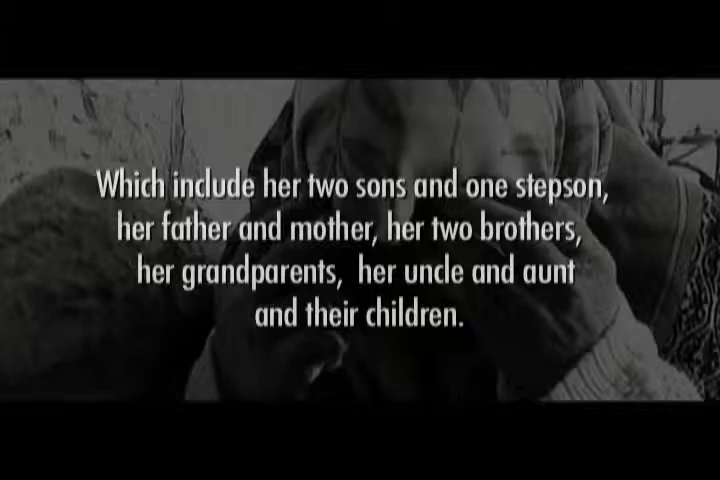 Which include her two sons and one stepson,
her father and mother, her two brothers,
her grandparents, her uncle and aunt
and their children.